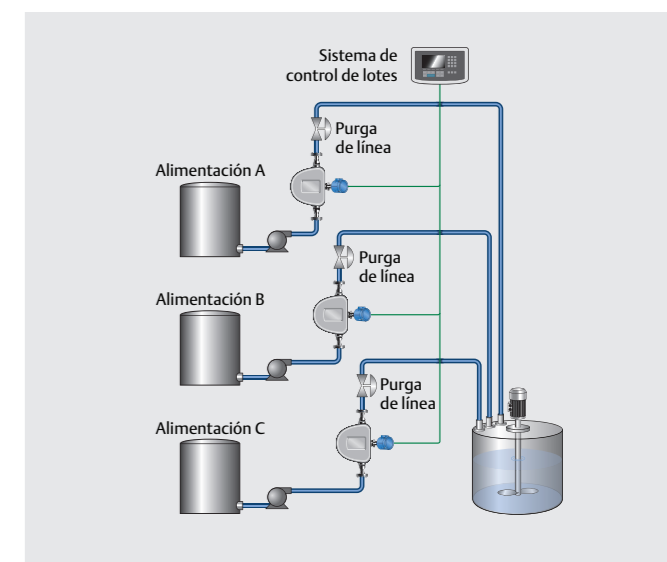 Sistema de
control de lotes
Purga
de línea
Alimentación A
Purga
de línea
Alimentación B
Purga
de línea
Alimentación C